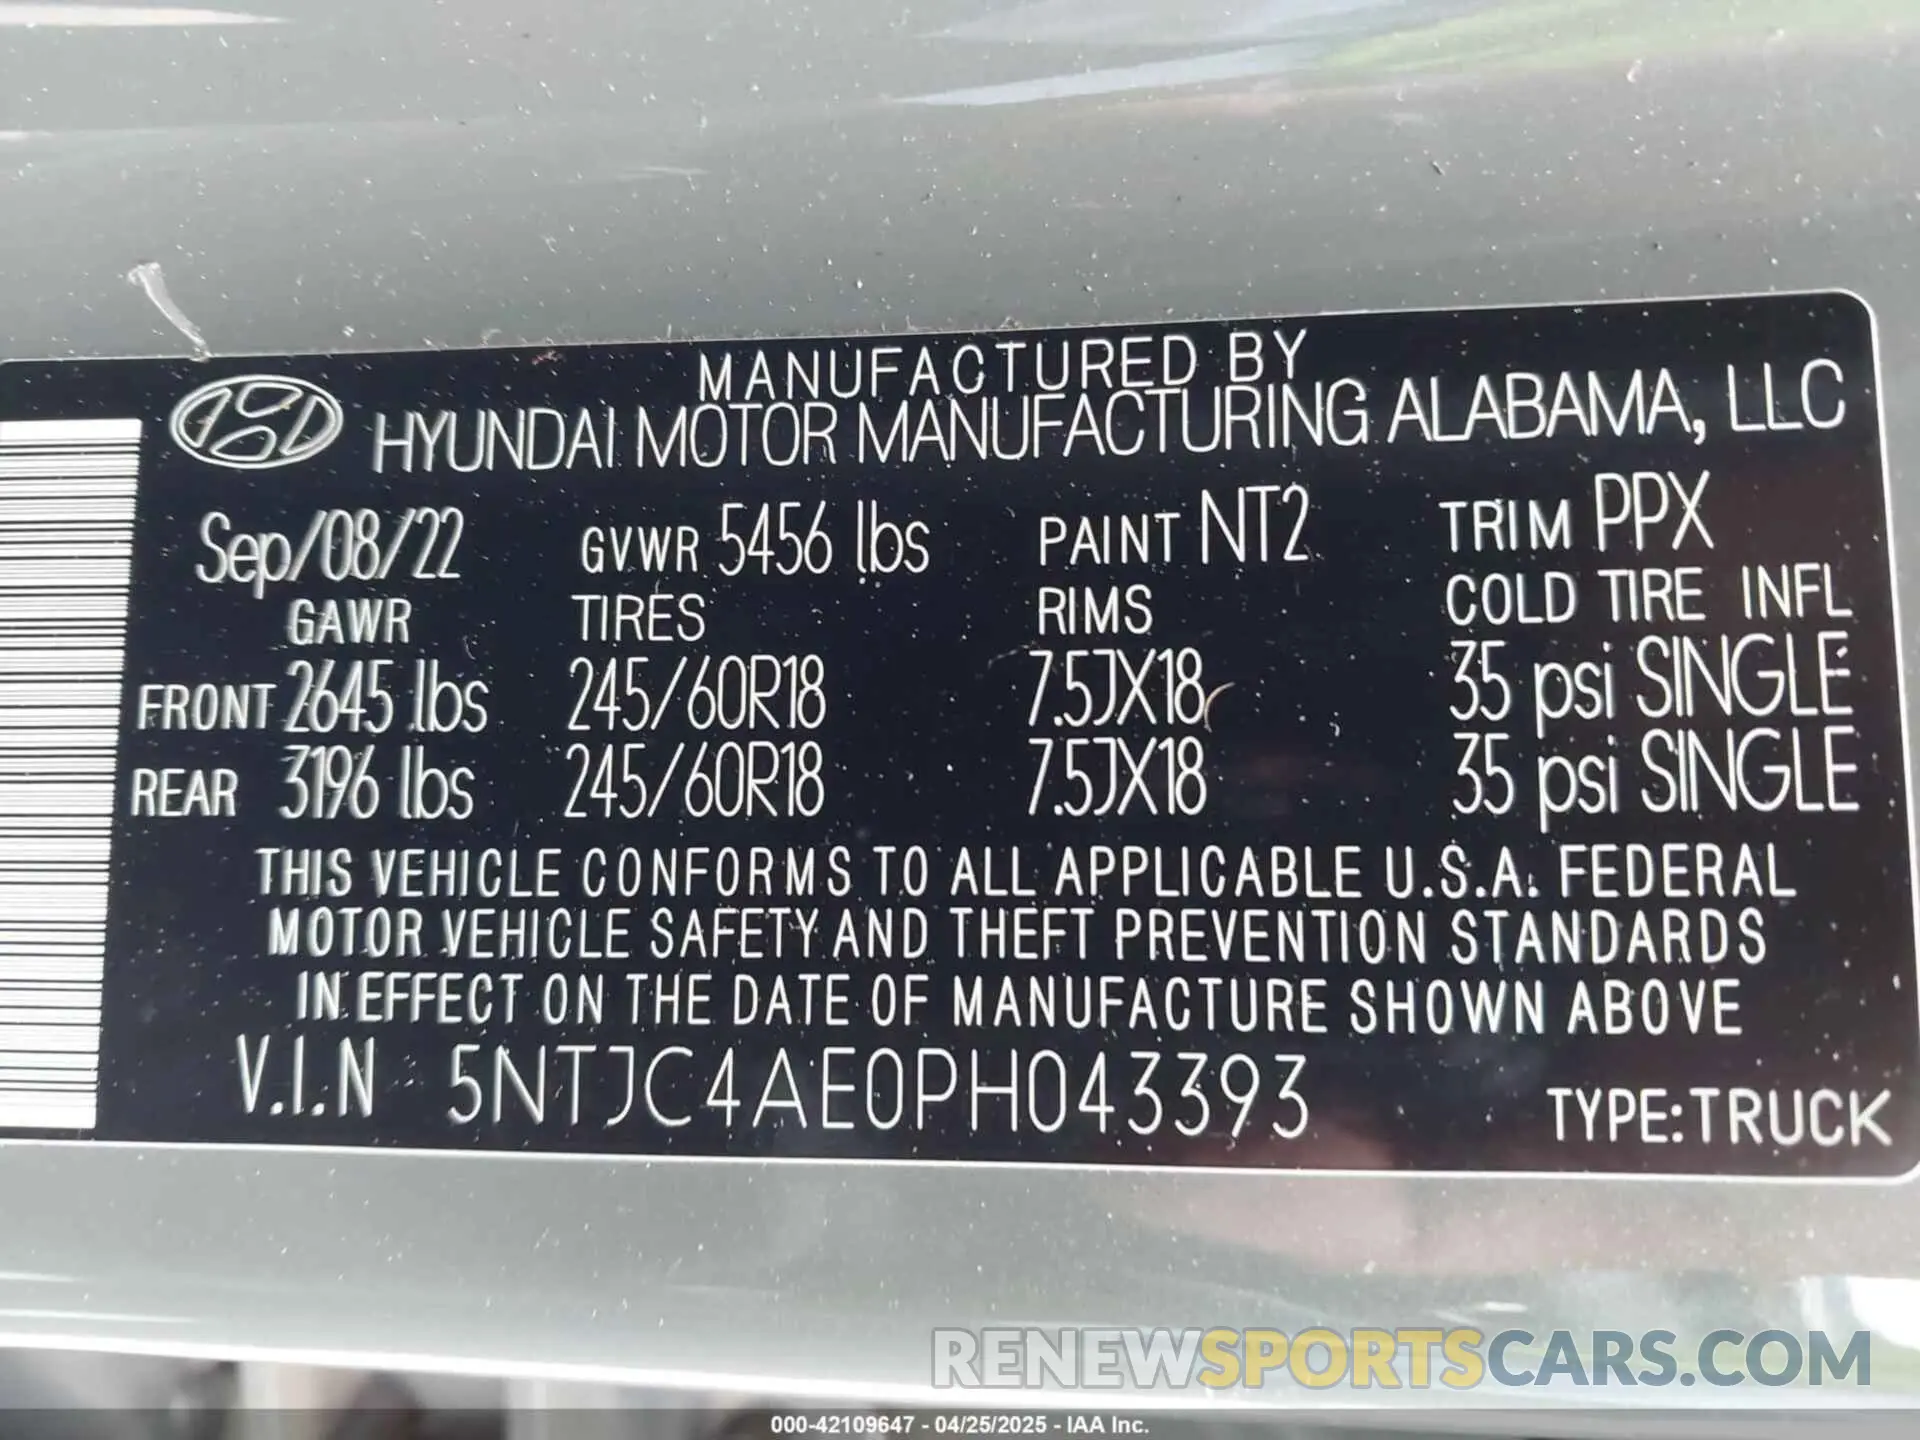 MANUFACTURED BY
HYUNDAI MOTOR MANUFACTURING ALABAMA, LLC
Sep/08/22 GVWR 5456 lbs PAINT NT2 TRIM PPX
GAWR TIRES RIMS COLD TIRE INFL
FRONT 2645 lbs 245/60R18 7.5JX18 35 psi SINGLE
REAR 3196 lbs 245/60R18 7.5JX18 35 psi SINGLE
THIS VEHICLE CONFORMS TO ALL APPLICABLE U.S.A. FEDERAL
MOTOR VEHICLE SAFETY AND THEFT PREVENTION STANDARDS
IN EFFECT ON THE DATE OF MANUFACTURE SHOWN ABOVE
V.I.N 5NTJC4AE0PH043393 TYPE:TRUCK
RENEWSPORTSCARS.COM
000-42109647 - 04/25/2025 - IAA Inc.